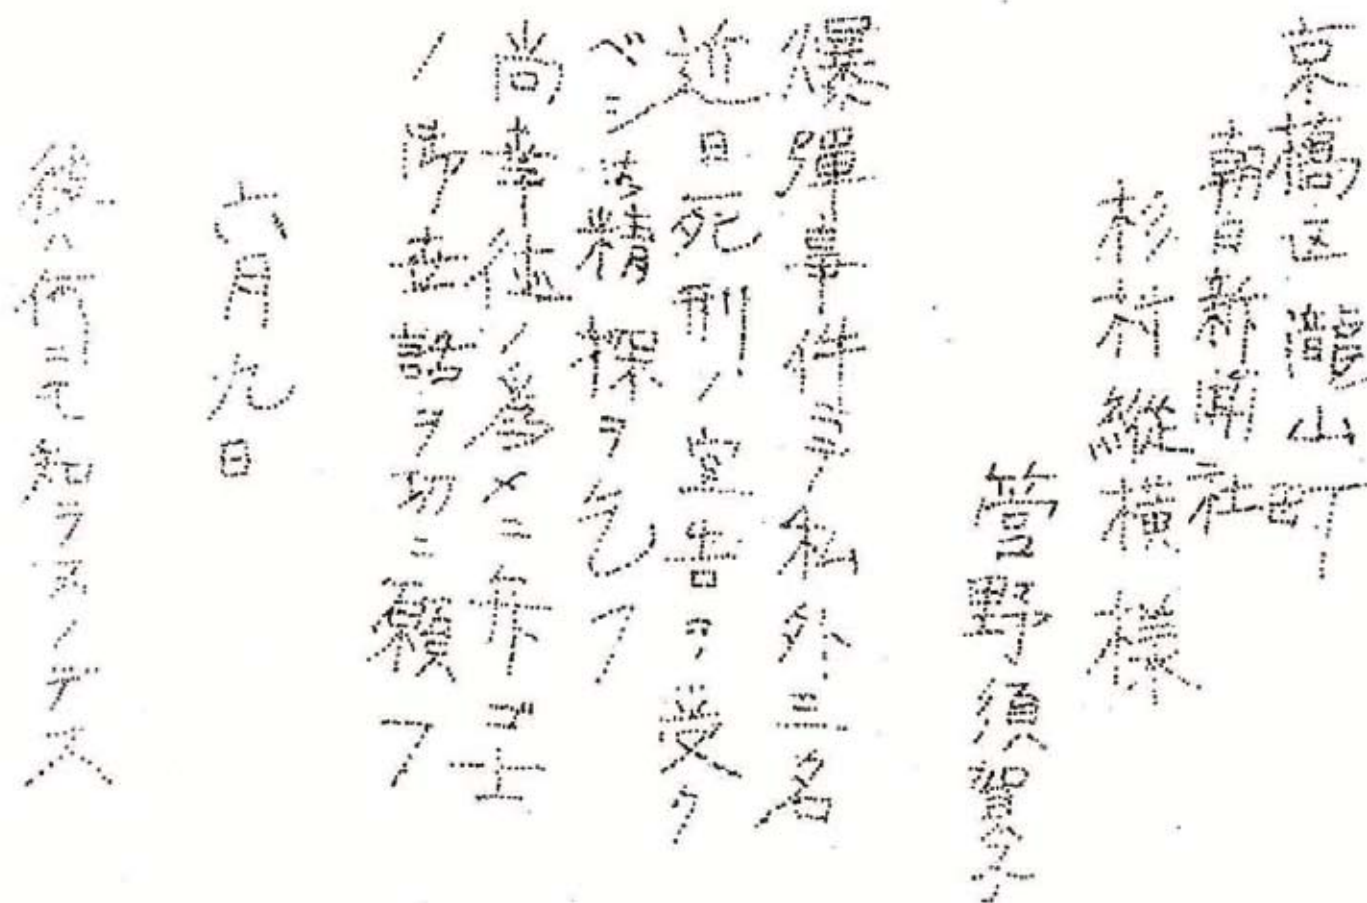 京橋区瀧山町
朝日新聞社
杉村縱横様
管野須賀子
爆彈事件ニテ私外三名
近日死刑ノ宣告ヲ受ク
ベシ御精探ヲ乞フ
尚幸徳ノ爲メニ弁ゴ士
ノ御世話ヲ切ニ願フ
六月九日
彼ハ何ニモ知ラヌノデス